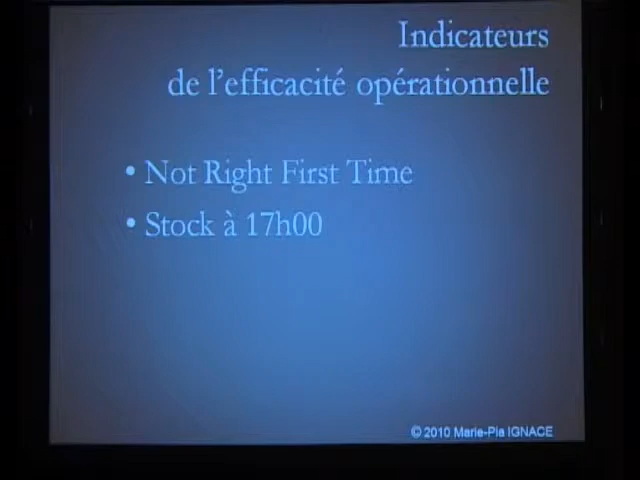 Indicateurs
de l'efficacité opérationnelle
• Not Right First Time
• Stock à 17h00
© 2010 Marie-Pia IGNACE